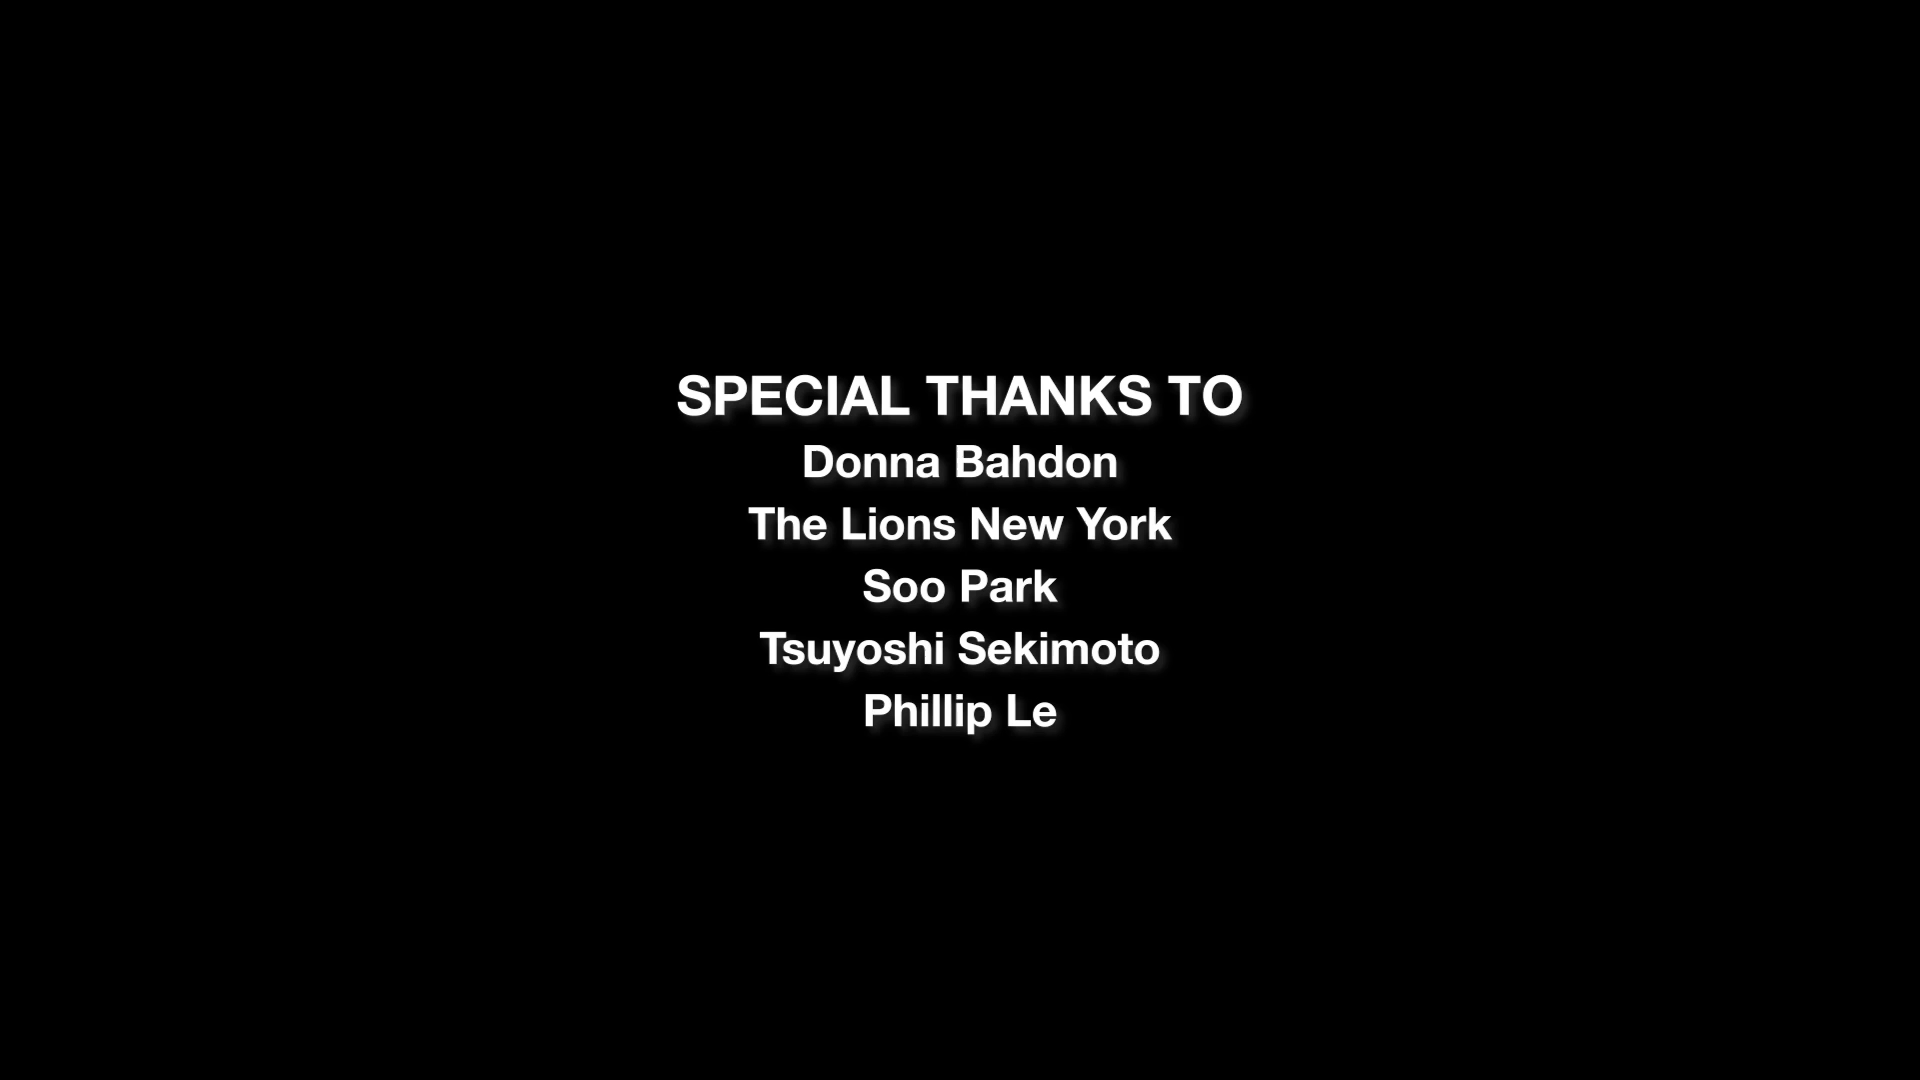 SPECIAL THANKS TO
Donna Bahdon
The Lions New York
Soo Park
Tsuyoshi Sekimoto
Phillip Le